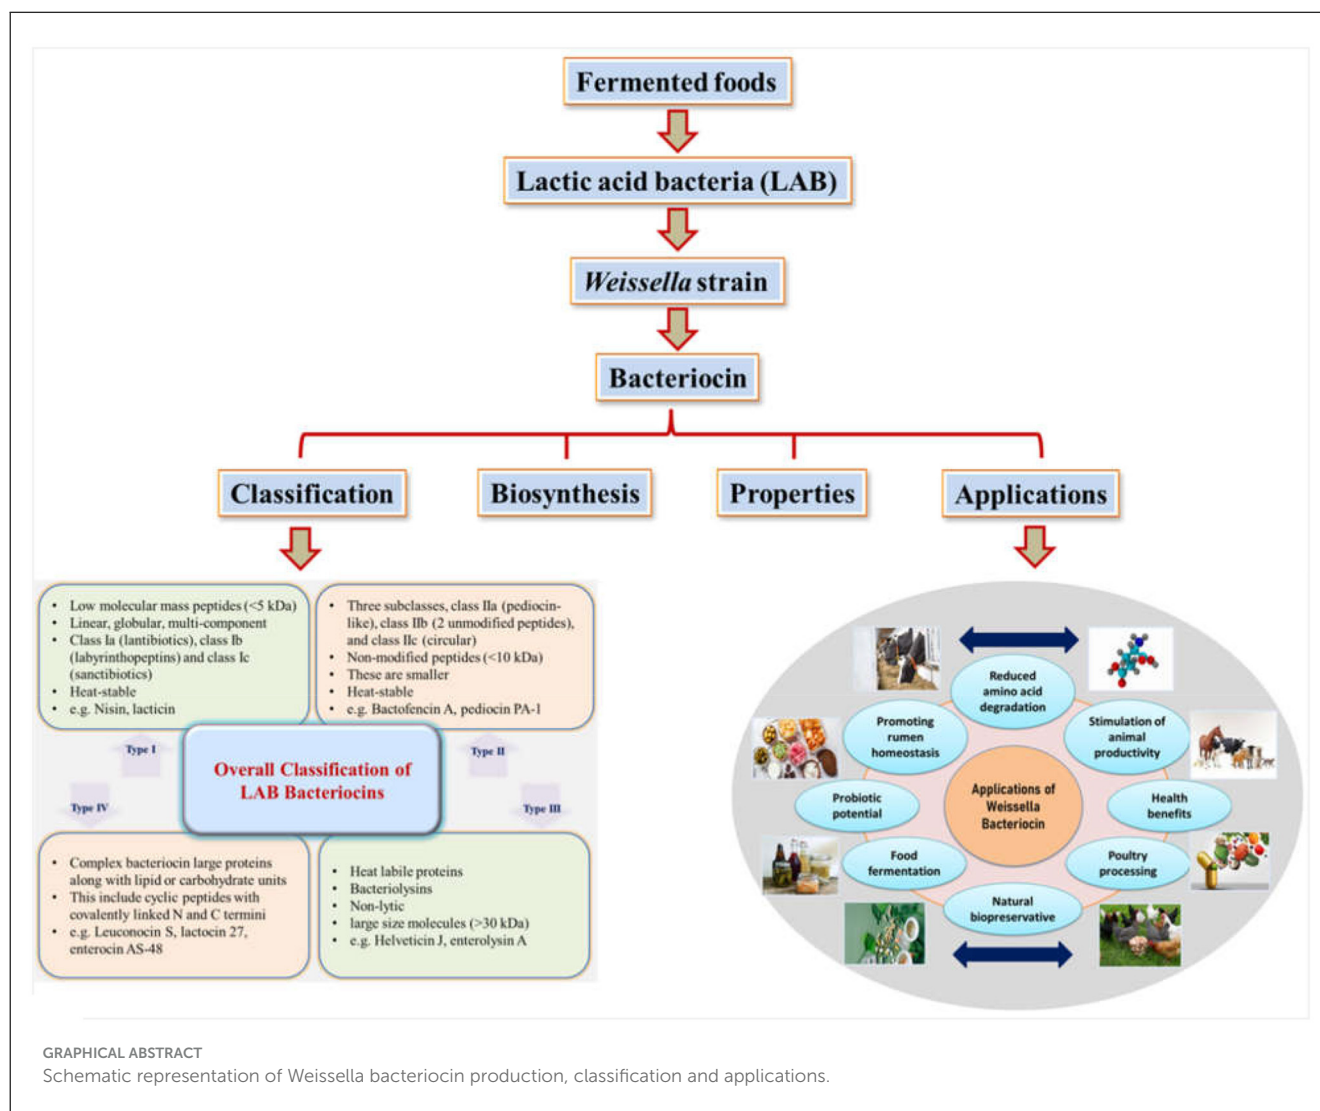 Fermented foods
Lactic acid bacteria (LAB)
Weissella strain
Bacteriocin
Classification
Biosynthesis
Properties
Applications
• Low molecular mass peptides (<5 kDa)
• Linear, globular, multi-component
• Class Ia (lantibiotics), class Ib
(labyrinthopeptins) and class Ic
(sanctibiotics)
• Heat-stable
• e.g. Nisin, lacticin
• Three subclasses, class IIa (pediocin-
like), class IIb (2 unmodified peptides),
and class IIc (circular)
• Non-modified peptides (<10 kDa)
• These are smaller
• Heat-stable
• e.g. Bactofencin A, pediocin PA-1
Type I
Type II
Overall Classification of
LAB Bacteriocins
Type IV
Type III
• Complex bacteriocin large proteins
along with lipid or carbohydrate units
• This include cyclic peptides with
covalently linked N and C termini
• e.g. Leuconocin S, lactocin 27,
enterocin AS-48
• Heat labile proteins
• Bacteriolysins
• Non-lytic
• large size molecules (>30 kDa)
• e.g. Helveticin J, enterolysin A
Reduced
amino acid
degradation
Promoting
rumen
homeostasis
Stimulation of
animal
productivity
Probiotic
potential
Applications of
Weissella
Bacteriocin
Health
benefits
Food
fermentation
Poultry
processing
Natural
biopreservative
GRAPHICAL ABSTRACT
Schematic representation of Weissella bacteriocin production, classification and applications.